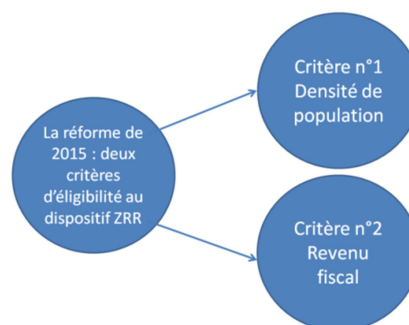 La réforme de
2015 : deux
critères
d'éligibilité au
dispositif ZRR
Critère n°1
Densité de
population
Critère n°2
Revenu
fiscal